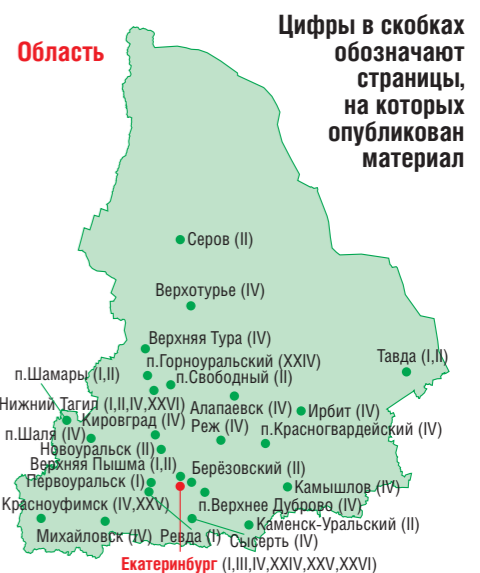 Область
Цифры в скобках
обозначают
страницы,
на которых
опубликован
материал
Серов (II)
Верхотурье (IV)
Верхняя Тура (IV)
п.Горноуральский (XXIV)
Тавда (I,II)
п.Шамары (I,II)
п.Свободный (II)
Нижний Тагил (I,II,IV,XXVI)
Алапаевск (IV)
Ирбит (IV)
Кировград (IV)
п.Шаля (IV)
Реж (IV)
п.Красногвардейский (IV)
Новоуральск (II)
Верхняя Пышма (I,II)
Берёзовский (II)
Первоуральск (I)
Камышлов (IV)
Красноуфимск (IV,XXV)
п.Верхнее Дуброво (IV)
Каменск-Уральский (II)
Михайловск (IV)
Ревда (I)
Сысерть (IV)
Екатеринбург (I,III,IV,XXIV,XXV,XXVI)